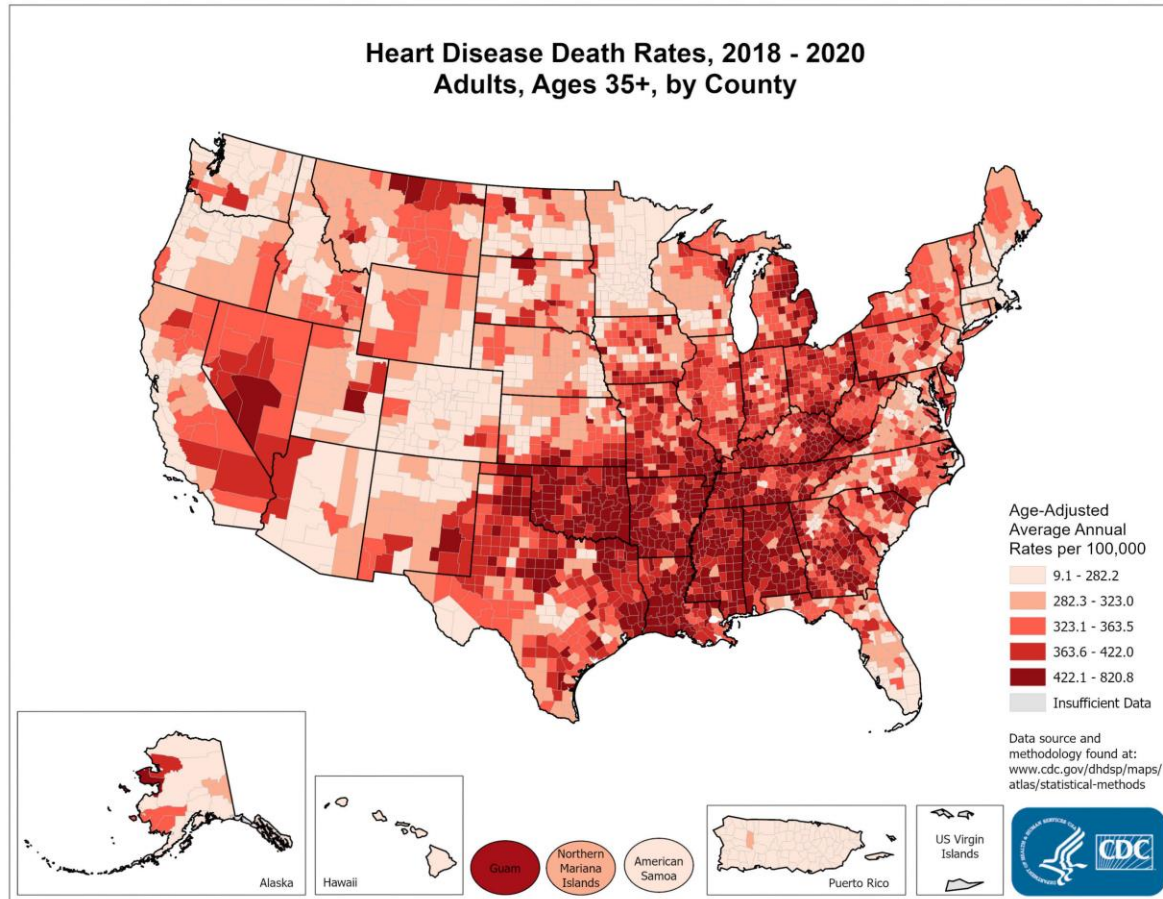 Heart Disease Death Rates, 2018 - 2020
Adults, Ages 35+, by County
Age-Adjusted
Average Annual
Rates per 100,000
9.1 - 282.2
282.3 - 323.0
323.1 - 363.5
363.6 - 422.0
422.1 - 820.8
Insufficient Data
Data source and
methodology found at:
www.cdc.gov/dhdsp/maps/
atlas/statistical-methods
Alaska
Hawaii
Guam
Northern
Mariana
Islands
American
Samoa
Puerto Rico
US Virgin
Islands
CDC